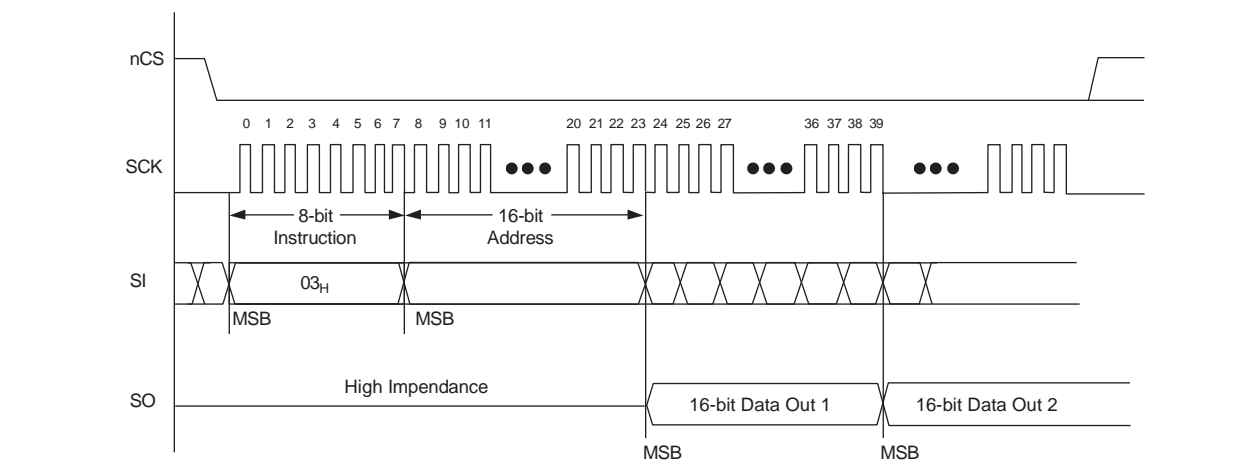 nCS
0 1 2 3 4 5 6 7 8 9 10 11 20 21 22 23 24 25 26 27 36 37 38 39
SCK
8-bit
Instruction
16-bit
Address
SI
03H
MSB
MSB
High Impendance
SO
16-bit Data Out 1
16-bit Data Out 2
MSB
MSB